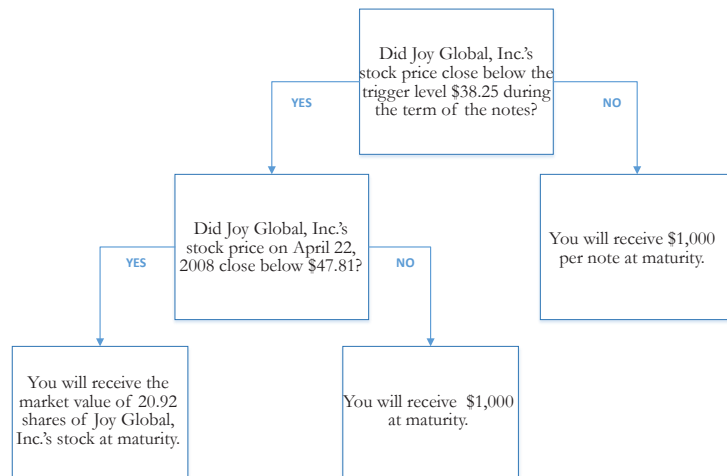 Did Joy Global, Inc.'s
stock price close below the
trigger level $38.25 during
the term of the notes?
YES
NO
Did Joy Global, Inc.'s
stock price on April 22,
2008 close below $47.81?
You will receive $1,000
per note at maturity.
YES
NO
You will receive the
market value of 20.92
shares of Joy Global,
Inc.'s stock at maturity.
You will receive $1,000
at maturity.